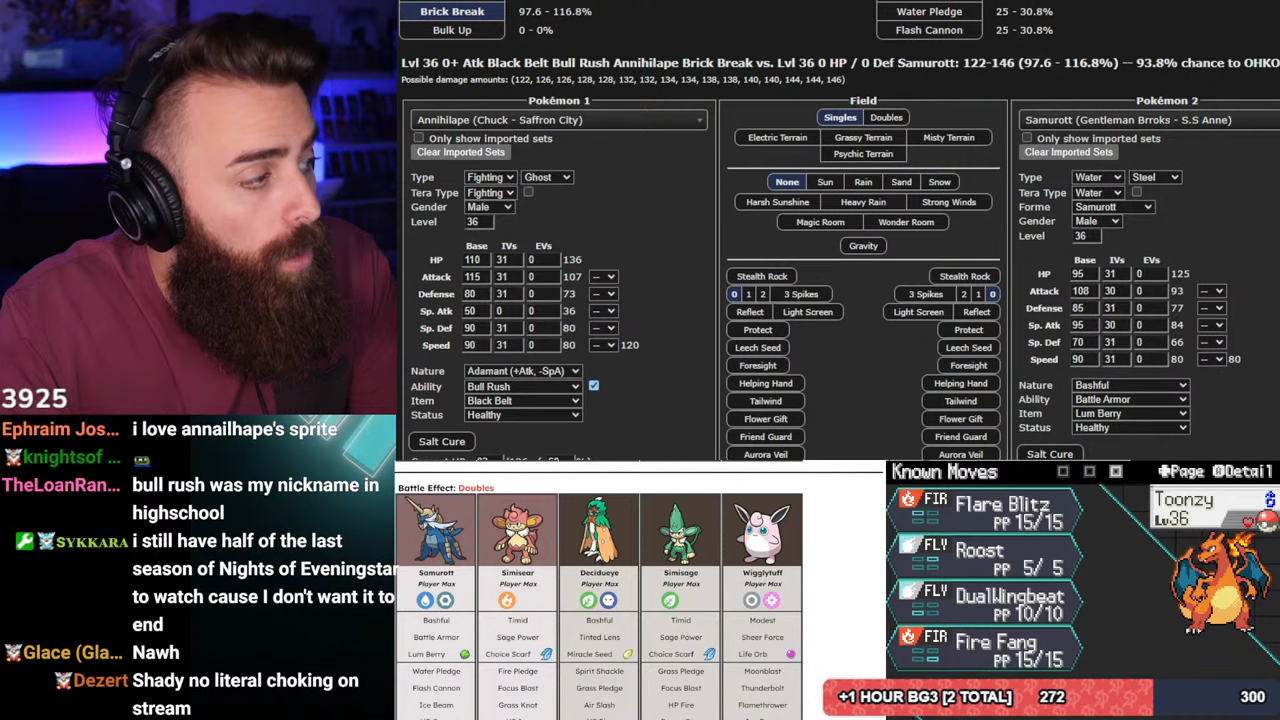 Brick Break 97.6 - 116.8%
Bulk Up 0 - 0%
Water Pledge 25 - 30.8%
Flash Cannon 25 - 30.8%
Lvl 36 0+ Atk Black Belt Bull Rush Annihilape Brick Break vs. Lvl 36 0 HP / 0 Def Samurott: 122-146 (97.6 - 116.8%) -- 93.8% chance to OHKO
Possible damage amounts: (122, 126, 126, 128, 128, 132, 132, 134, 134, 138, 138, 140, 140, 144, 144, 146)
Pokémon 1
Annihilape (Chuck - Saffron City)
Only show imported sets
Clear Imported Sets
Type Fighting Ghost
Tera Type Fighting
Gender Male
Level 36
Base IVs EVs
HP 110 31 0 136
Attack 115 31 0 107 --
Defense 80 31 0 73 --
Sp. Atk 50 0 0 36 --
Sp. Def 90 31 0 80 --
Speed 90 31 0 80 -- 120
Nature Adamant (+Atk, -SpA)
Ability Bull Rush
Item Black Belt
Status Healthy
Salt Cure
Field
Singles Doubles
Electric Terrain Grassy Terrain Misty Terrain
Psychic Terrain
None Sun Rain Sand Snow
Harsh Sunshine Heavy Rain Strong Winds
Magic Room Wonder Room
Gravity
Stealth Rock Stealth Rock
0 1 2 3 Spikes 3 Spikes 2 1 0
Reflect Light Screen Light Screen Reflect
Protect Protect
Leech Seed Leech Seed
Foresight Foresight
Helping Hand Helping Hand
Tailwind Tailwind
Flower Gift Flower Gift
Friend Guard Friend Guard
Aurora Veil Aurora Veil
Pokémon 2
Samurott (Gentleman Brroks - S.S Anne)
Only show imported sets
Clear Imported Sets
Type Water Steel
Tera Type Water
Forme Samurott
Gender Male
Level 36
Base IVs EVs
HP 95 31 0 125
Attack 108 30 0 93 --
Defense 85 31 0 77 --
Sp. Atk 95 30 0 84 --
Sp. Def 70 31 0 66 --
Speed 90 31 0 80 -- 80
Nature Bashful
Ability Battle Armor
Item Lum Berry
Status Healthy
Salt Cure
3925
Ephraim Jos... i love annailhape's sprite
knightsof ...
TheLoanRan... bull rush was my nickname in
highschool
SYKKARA i still have half of the last
season of Nights of Eveningstar
to watch cause I don't want it to
end
Glace (Gla... Nawh
Dezert Shady no literal choking on
stream
Battle Effect: Doubles
Samurott Simisear Decidueye Simisage Wigglytuff
Player Max Player Max Player Max Player Max Player Max
Bashful Timid Bashful Timid Modest
Battle Armor Sage Power Tinted Lens Sage Power Sheer Force
Lum Berry Choice Scarf Miracle Seed Choice Scarf Life Orb
Water Pledge Fire Pledge Spirit Shackle Grass Pledge Moonblast
Flash Cannon Focus Blast Grass Pledge Focus Blast Thunderbolt
Ice Beam Grass Knot Air Slash HP Fire Flamethrower
Known Moves Page Detail
FIR Flare Blitz
PP 15/15
FLY Roost
PP 5/ 5
FLY DualWingbeat
PP 10/10
FIR Fire Fang
PP 15/15
Toonzy
Lv.36
+1 HOUR BG3 [2 TOTAL] 272 300